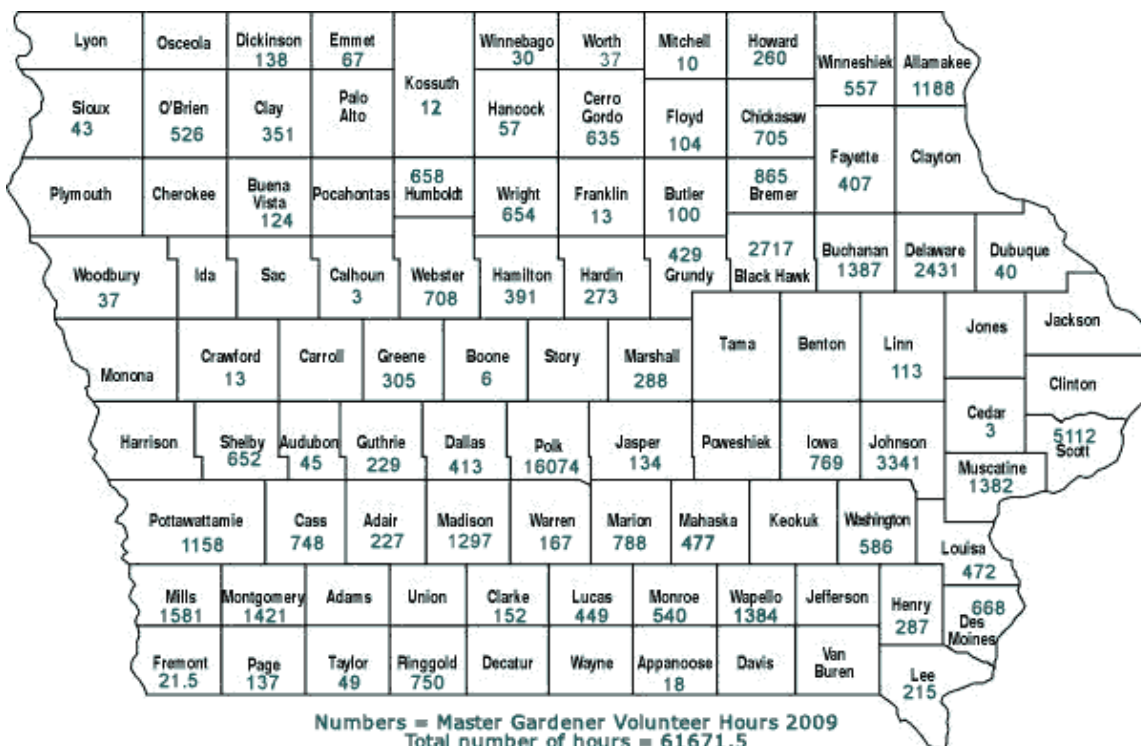 Lyon
Osceola
Dickinson
138
Emmet
67
Kossuth
12
Winnebago
30
Worth
37
Mitchell
10
Howard
260
Winneshiek
557
Allamakee
1188
Sioux
43
O'Brien
526
Clay
351
Palo
Alto
Hancock
57
Cerro
Gordo
635
Floyd
104
Chickasaw
705
Fayette
407
Clayton
Plymouth
Cherokee
Buena
Vista
124
Pocahontas
658
Humboldt
Wright
654
Franklin
13
Butler
100
865
Bremer
Woodbury
37
Ida
Sac
Calhoun
3
Webster
708
Hamilton
391
Hardin
273
429
Grundy
2717
Black Hawk
Buchanan
1387
Delaware
2431
Dubuque
40
Monona
Crawford
13
Carroll
Greene
305
Boone
6
Story
Marshall
288
Tama
Benton
Linn
113
Jones
Jackson
Clinton
Harrison
Shelby
652
Audubon
45
Guthrie
229
Dallas
413
Polk
16074
Jasper
134
Poweshiek
Iowa
769
Johnson
3341
Cedar
3
5112
Scott
Muscatine
1382
Pottawattamie
1158
Cass
748
Adair
227
Madison
1297
Warren
167
Marion
788
Mahaska
477
Keokuk
Washington
586
Louisa
472
Mills
1581
Montgomery
1421
Adams
Union
Clarke
152
Lucas
449
Monroe
540
Wapello
1384
Jefferson
Henry
287
668
Des
Moines
Fremont
21.5
Page
137
Taylor
49
Ringgold
750
Decatur
Wayne
Appanoose
18
Davis
Van
Buren
Lee
215
Numbers = Master Gardener Volunteer Hours 2009
Total number of hours = 61671.5